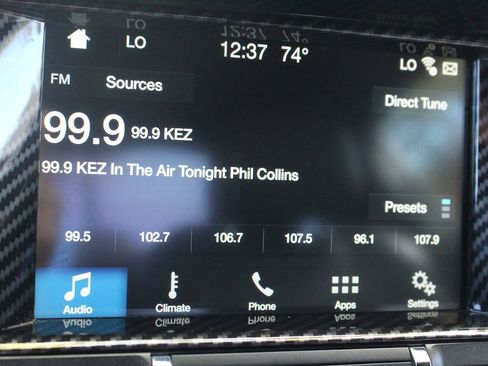 LO 12:37 74° LO
FM Sources
Direct Tune
99.9 99.9 KEZ
99.9 KEZ In The Air Tonight Phil Collins
Presets
99.5 102.7 106.7 107.5 96.1 107.9
Audio Climate Phone Apps Settings